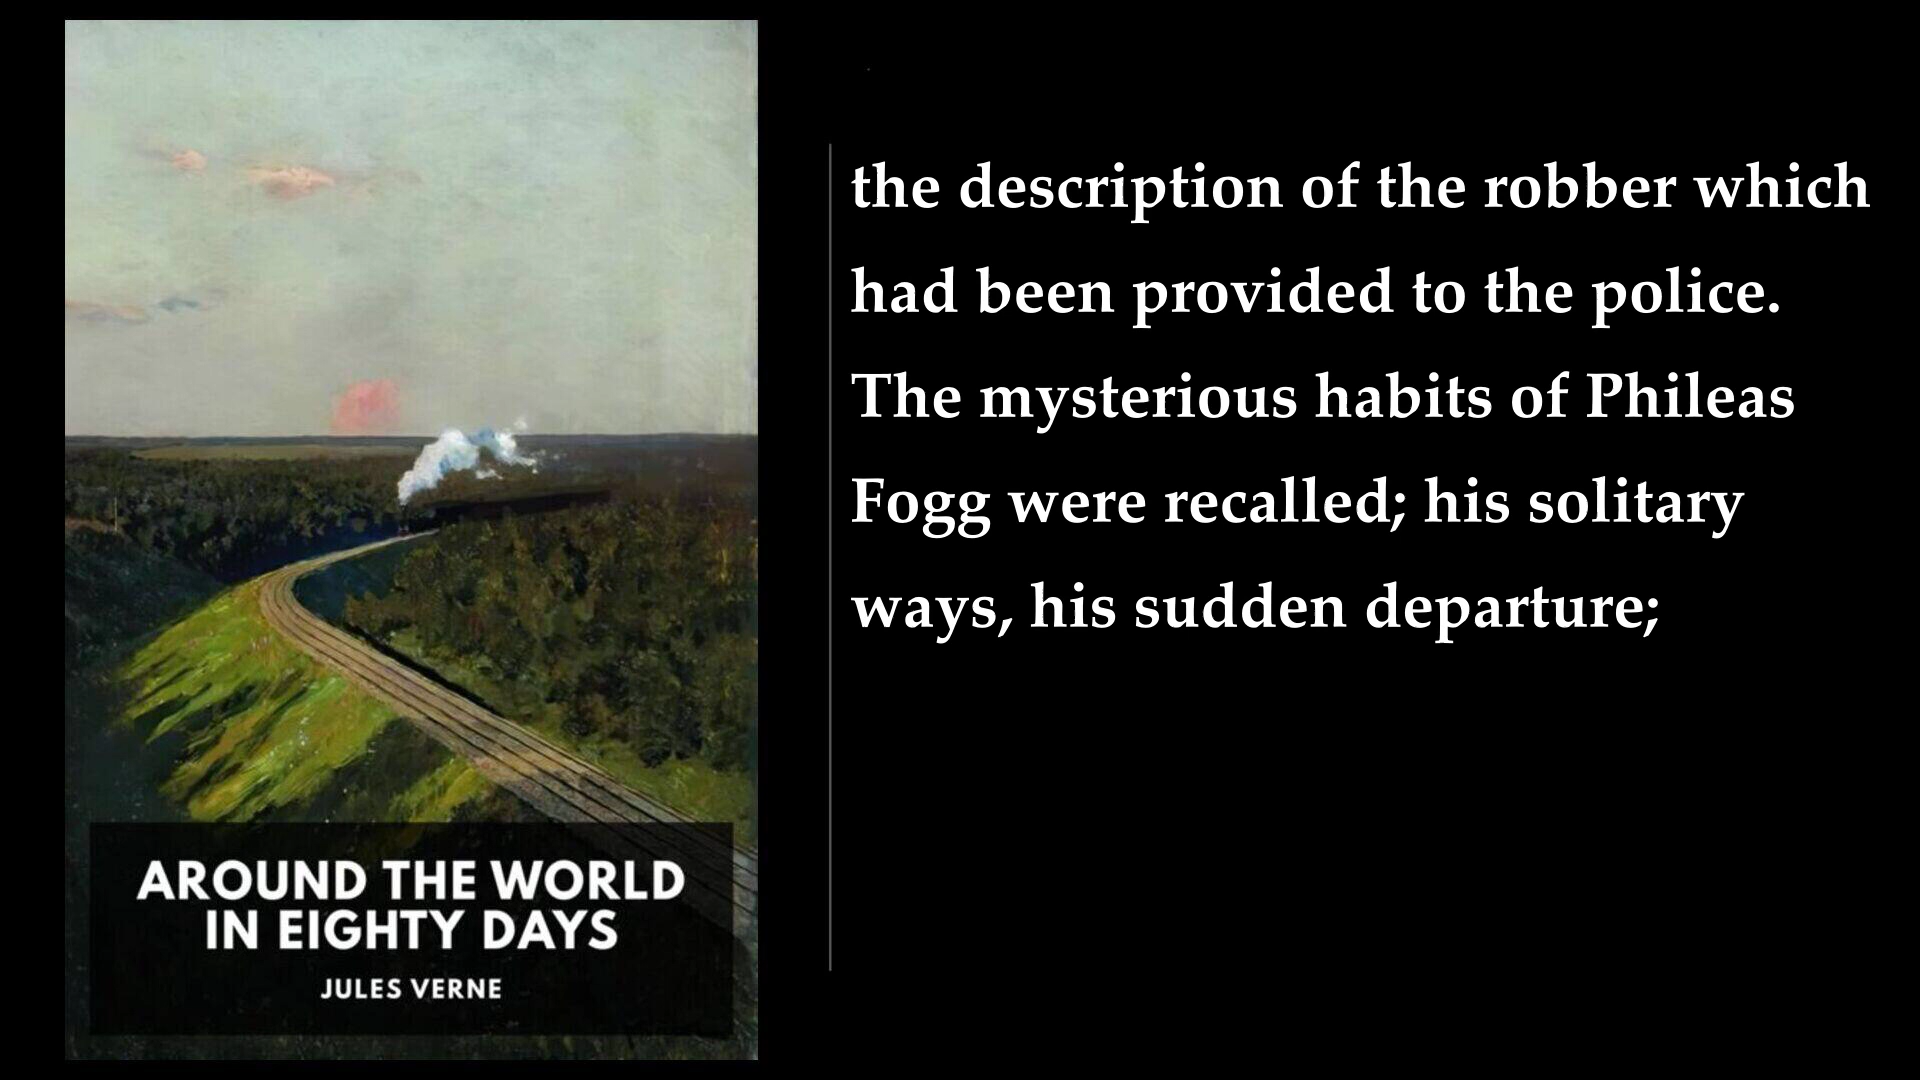 AROUND THE WORLD
IN EIGHTY DAYS
JULES VERNE
the description of the robber which
had been provided to the police.
The mysterious habits of Phileas
Fogg were recalled; his solitary
ways, his sudden departure;